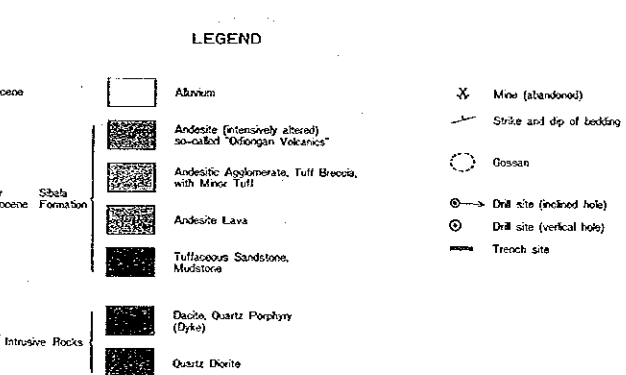 LEGEND
cene
Alluvium
Andesite (intensively altered)
so-called "Odiongan Volcanics"
Andesitic Agglomerate, Tuff Breccia,
with Minor Tuff
r Sibala
ocene Formation
Andesite Lava
Tuffaceous Sandstone,
Mudstone
Dacite, Quartz Porphyry
(Dyke)
Intrusive Rocks
Quartz Diorite
Mine (abandoned)
Strike and dip of bedding
Gossan
Drill site (inclined hole)
Drill site (vertical hole)
Trench site